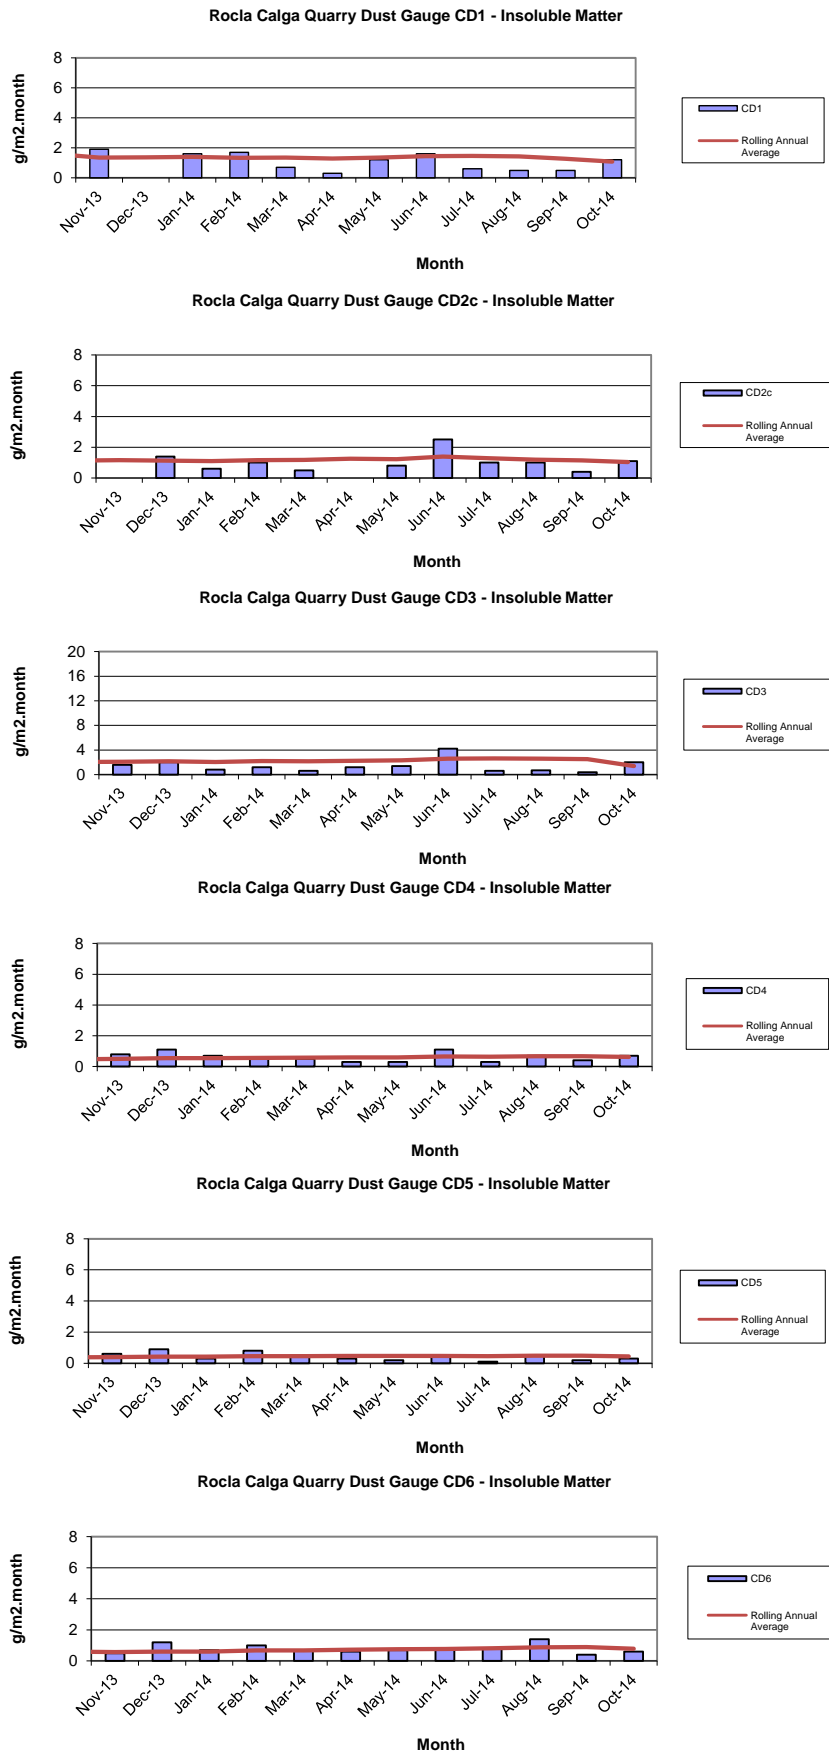 Rocla Calga Quarry Dust Gauge CD1 - Insoluble Matter
8
6
4
2
0
g/m2.month
Nov-13
Dec-13
Jan-14
Feb-14
Mar-14
Apr-14
May-14
Jun-14
Jul-14
Aug-14
Sep-14
Oct-14
Month
CD1
Rolling Annual
Average
Rocla Calga Quarry Dust Gauge CD2c - Insoluble Matter
8
6
4
2
0
g/m2.month
Nov-13
Dec-13
Jan-14
Feb-14
Mar-14
Apr-14
May-14
Jun-14
Jul-14
Aug-14
Sep-14
Oct-14
Month
CD2c
Rolling Annual
Average
Rocla Calga Quarry Dust Gauge CD3 - Insoluble Matter
20
16
12
8
4
0
g/m2.month
Nov-13
Dec-13
Jan-14
Feb-14
Mar-14
Apr-14
May-14
Jun-14
Jul-14
Aug-14
Sep-14
Oct-14
Month
CD3
Rolling Annual
Average
Rocla Calga Quarry Dust Gauge CD4 - Insoluble Matter
8
6
4
2
0
g/m2.month
Nov-13
Dec-13
Jan-14
Feb-14
Mar-14
Apr-14
May-14
Jun-14
Jul-14
Aug-14
Sep-14
Oct-14
Month
CD4
Rolling Annual
Average
Rocla Calga Quarry Dust Gauge CD5 - Insoluble Matter
8
6
4
2
0
g/m2.month
Nov-13
Dec-13
Jan-14
Feb-14
Mar-14
Apr-14
May-14
Jun-14
Jul-14
Aug-14
Sep-14
Oct-14
Month
CD5
Rolling Annual
Average
Rocla Calga Quarry Dust Gauge CD6 - Insoluble Matter
8
6
4
2
0
g/m2.month
Nov-13
Dec-13
Jan-14
Feb-14
Mar-14
Apr-14
May-14
Jun-14
Jul-14
Aug-14
Sep-14
Oct-14
Month
CD6
Rolling Annual
Average